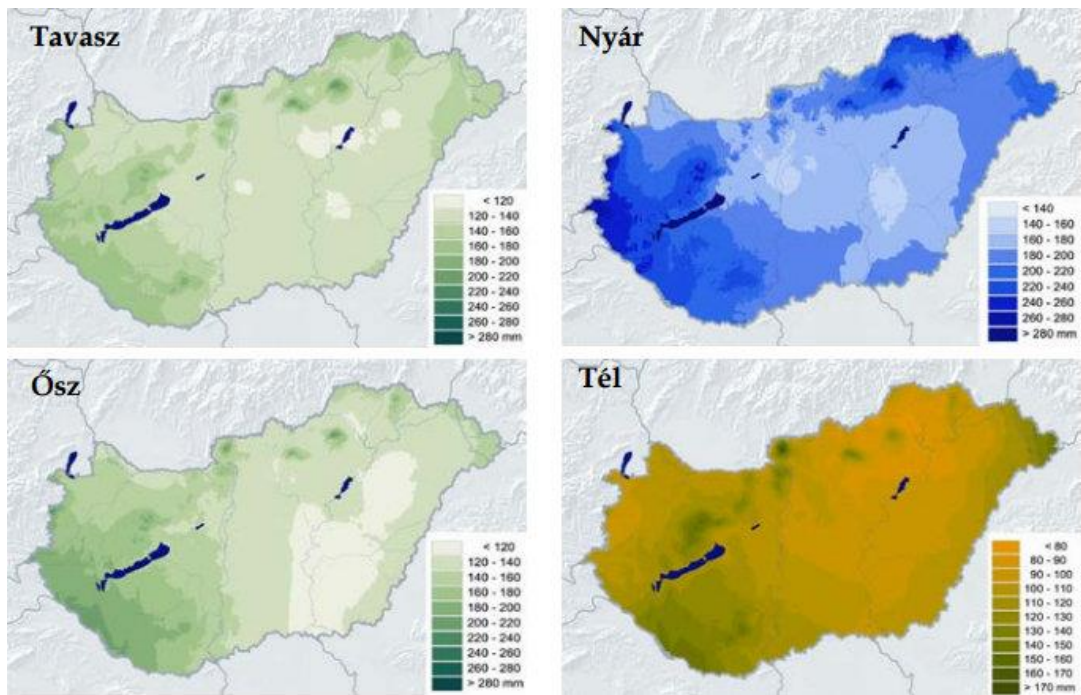 Tavasz
< 120
120 - 140
140 - 160
160 - 180
180 - 200
200 - 220
220 - 240
240 - 260
260 - 280
> 280 mm
Nyár
< 140
140 - 160
160 - 180
180 - 200
200 - 220
220 - 240
240 - 260
260 - 280
> 280 mm
Ősz
< 120
120 - 140
140 - 160
160 - 180
180 - 200
200 - 220
220 - 240
240 - 260
260 - 280
> 280 mm
Tél
< 80
80 - 90
90 - 100
100 - 110
110 - 120
120 - 130
130 - 140
140 - 150
150 - 160
160 - 170
> 170 mm